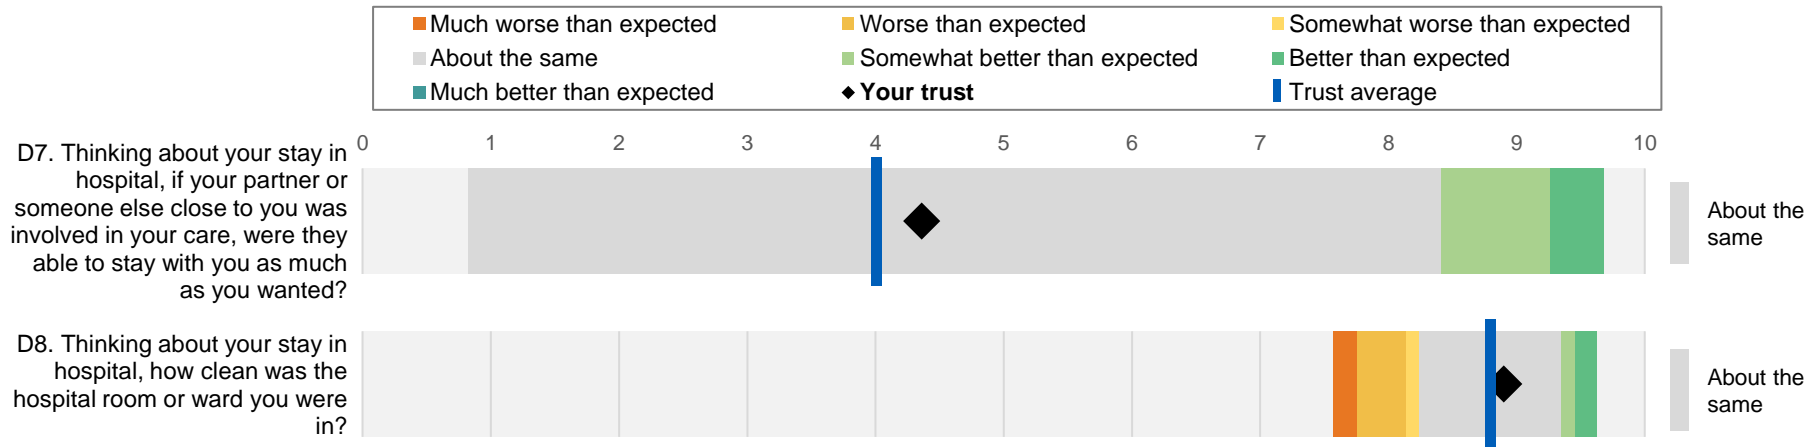 Much worse than expected
Worse than expected
Somewhat worse than expected
About the same
Somewhat better than expected
Better than expected
Much better than expected
Your trust
Trust average
0 1 2 3 4 5 6 7 8 9 10
D7. Thinking about your stay in
hospital, if your partner or
someone else close to you was
involved in your care, were they
able to stay with you as much
as you wanted?
About the
same
D8. Thinking about your stay in
hospital, how clean was the
hospital room or ward you were
in?
About the
same